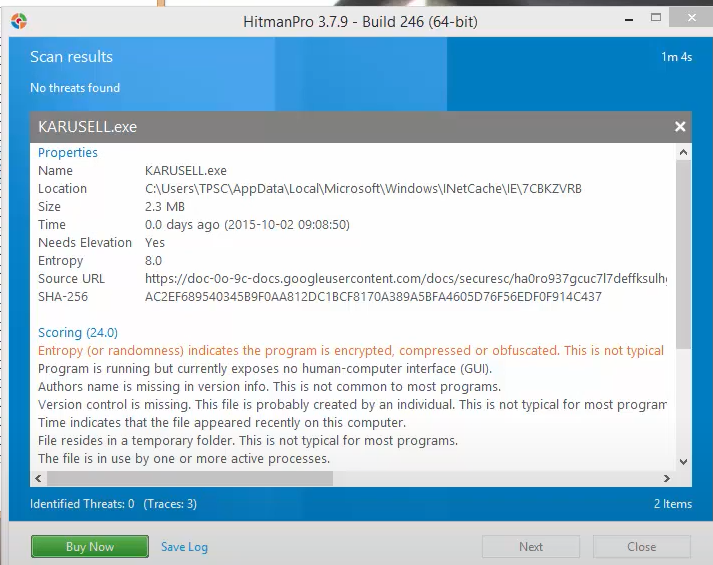 HitmanPro 3.7.9 - Build 246 (64-bit)
Scan results
1m 4s
No threats found
KARUSELL.exe
Properties
Name KARUSELL.exe
Location C:\Users\TPSC\AppData\Local\Microsoft\Windows\INetCache\IE\7CBKZVRB
Size 2.3 MB
Time 0.0 days ago (2015-10-02 09:08:50)
Needs Elevation Yes
Entropy 8.0
Source URL https://doc-0o-9c-docs.googleusercontent.com/docs/securesc/ha0ro937gcuc7l7deffksulh
SHA-256 AC2EF689540345B9F0AA812DC1BCF8170A389A5BFA4605D76F56EDF0F914C437
Scoring (24.0)
Entropy (or randomness) indicates the program is encrypted, compressed or obfuscated. This is not typical
Program is running but currently exposes no human-computer interface (GUI).
Authors name is missing in version info. This is not common to most programs.
Version control is missing. This file is probably created by an individual. This is not typical for most program
Time indicates that the file appeared recently on this computer.
File resides in a temporary folder. This is not typical for most programs.
The file is in use by one or more active processes.
Identified Threats: 0 (Traces: 3)
2 Items
Buy Now
Save Log
Next
Close